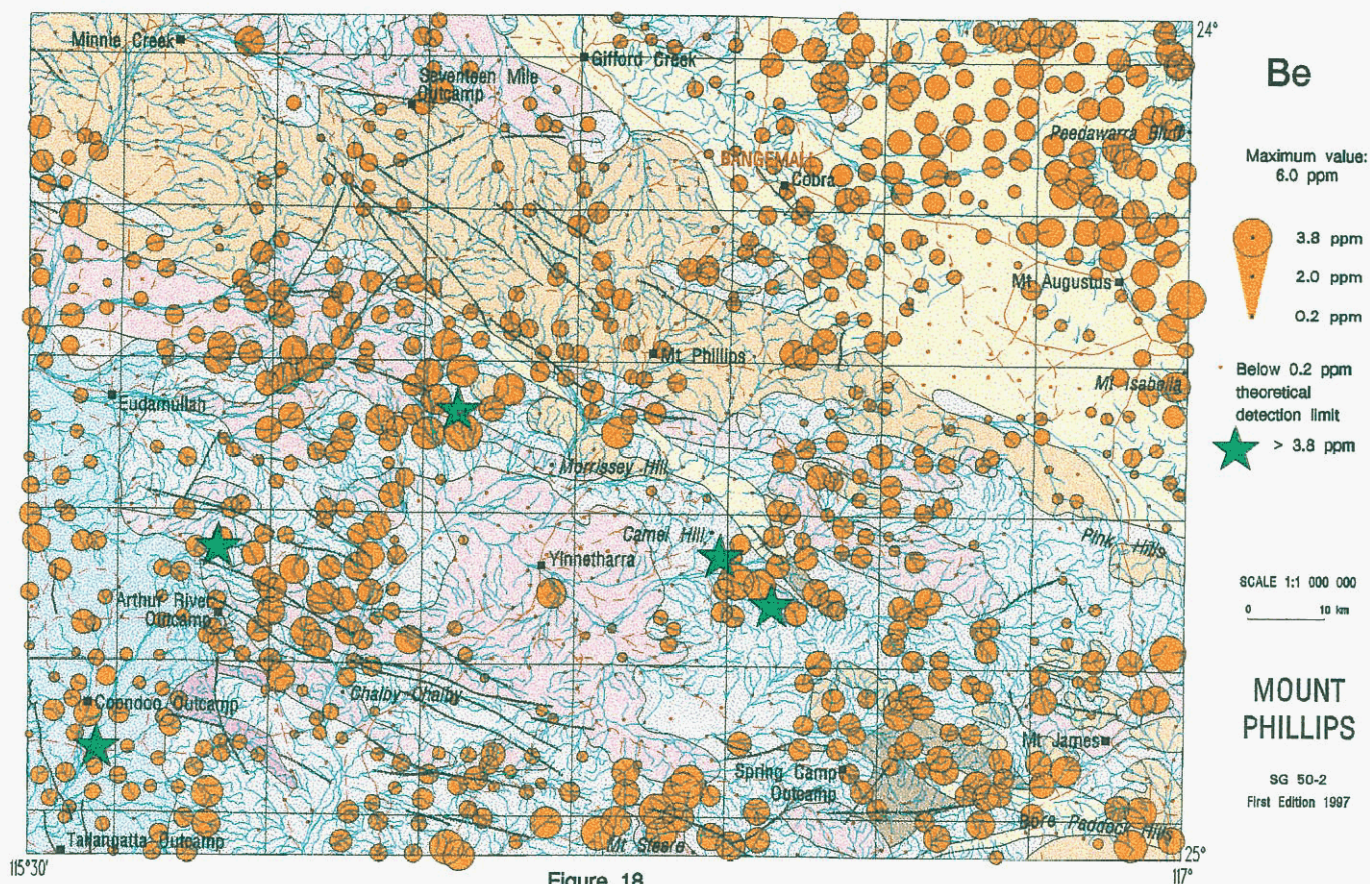 24°
Minnie Creek
Gifford Creek
Seventeen Mile
Outcamp
Peedawarra Bluff
BANGEMALL
Cobra
Mt Augustus
Mt Phillips
Mt Isabella
Eudamullah
Morrissey Hill
Camel Hill
Pink Hills
Yinnetharra
Arthur River
Outcamp
Chalby Chalby
Coondoo Outcamp
Mt James
Spring Camp
Outcamp
Bore Paddock Hills
Mt Steere
Tallangatta Outcamp
115°30'
25°
117°
Figure 18
Be
Maximum value:
6.0 ppm
3.8 ppm
2.0 ppm
0.2 ppm
Below 0.2 ppm
theoretical
detection limit
> 3.8 ppm
SCALE 1:1 000 000
0 10 km
MOUNT
PHILLIPS
SG 50-2
First Edition 1997